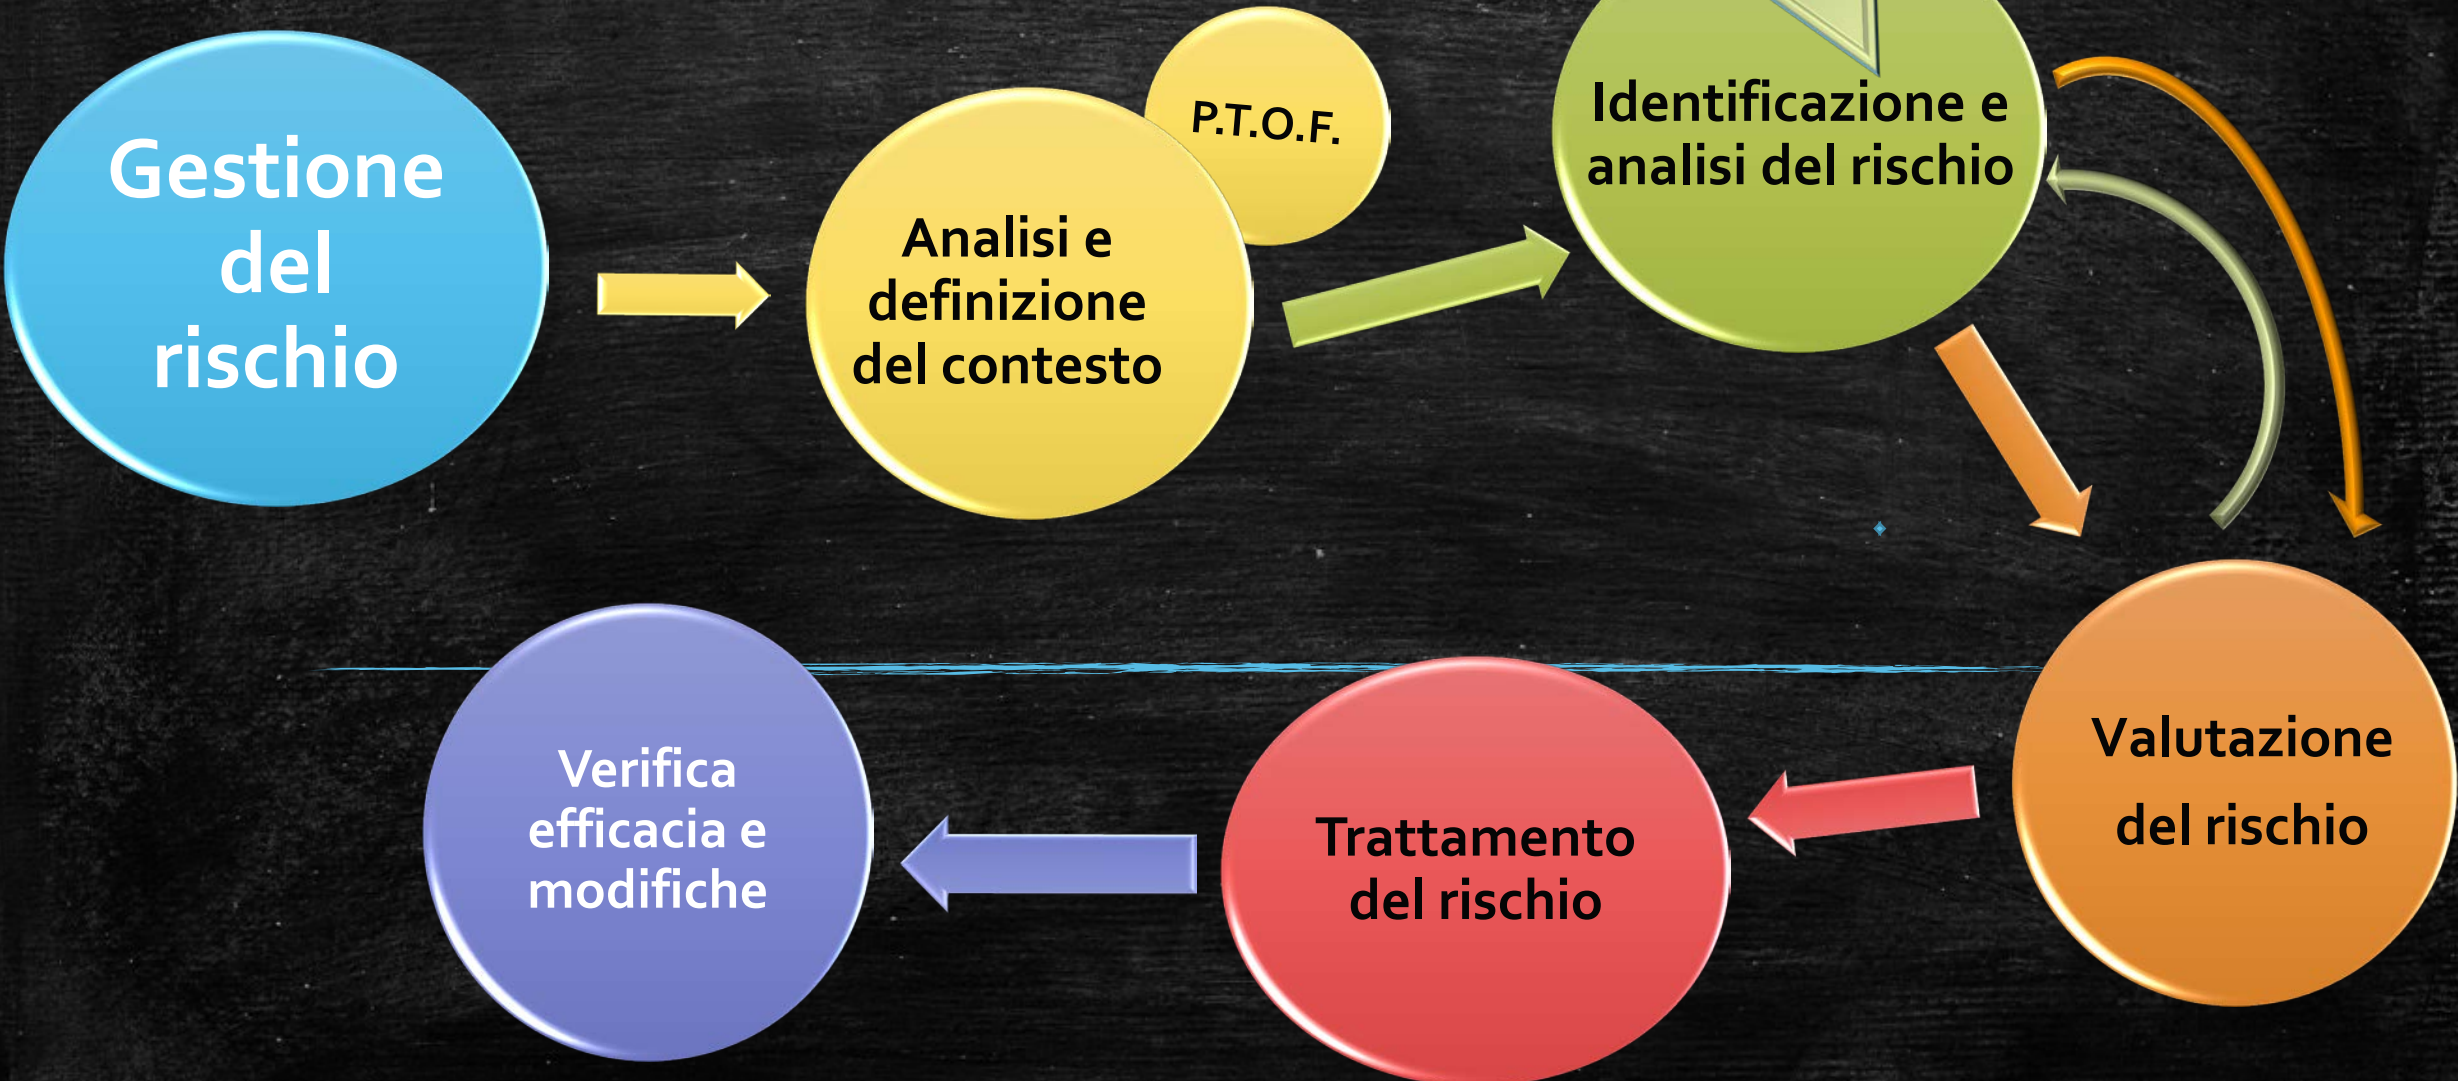 Gestione
del
rischio
P.T.O.F.
Analisi e
definizione
del contesto
Identificazione e
analisi del rischio
Valutazione
del rischio
Trattamento
del rischio
Verifica
efficacia e
modifiche